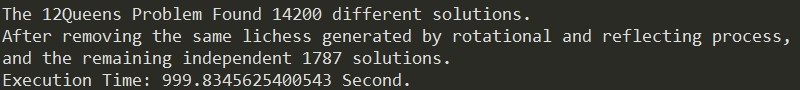 The 12Queens Problem Found 14200 different solutions.
After removing the same lichess generated by rotational and reflecting process,
and the remaining independent 1787 solutions.
Execution Time: 999.8345625400543 Second.